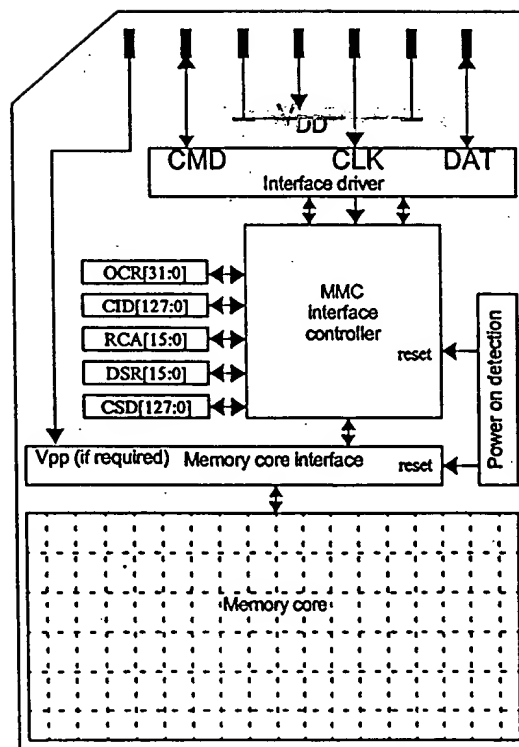 VDD
CMD CLK DAT
Interface driver
OCR[31:0]
CID[127:0]
RCA[15:0]
DSR[15:0]
CSD[127:0]
MMC
interface
controller
reset
Power on detection
Vpp (if required) Memory core interface reset
Memory core